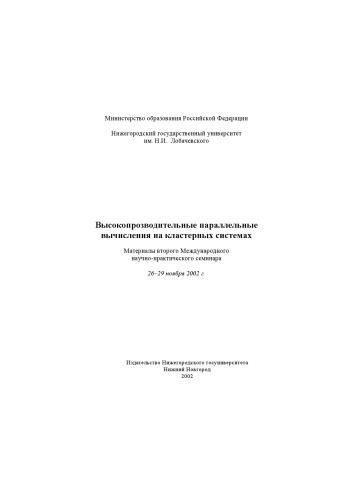 Министерство образования Российской Федерации
Нижегородский государственный университет
им. Н.И. Лобачевского
Высокопрозводительные параллельные
вычисления на кластерных системах
Материалы второго Международного
научно-практического семинара
26–29 ноября 2002 г.
Издательство Нижегородского госуниверситета
Нижний Новгород
2002